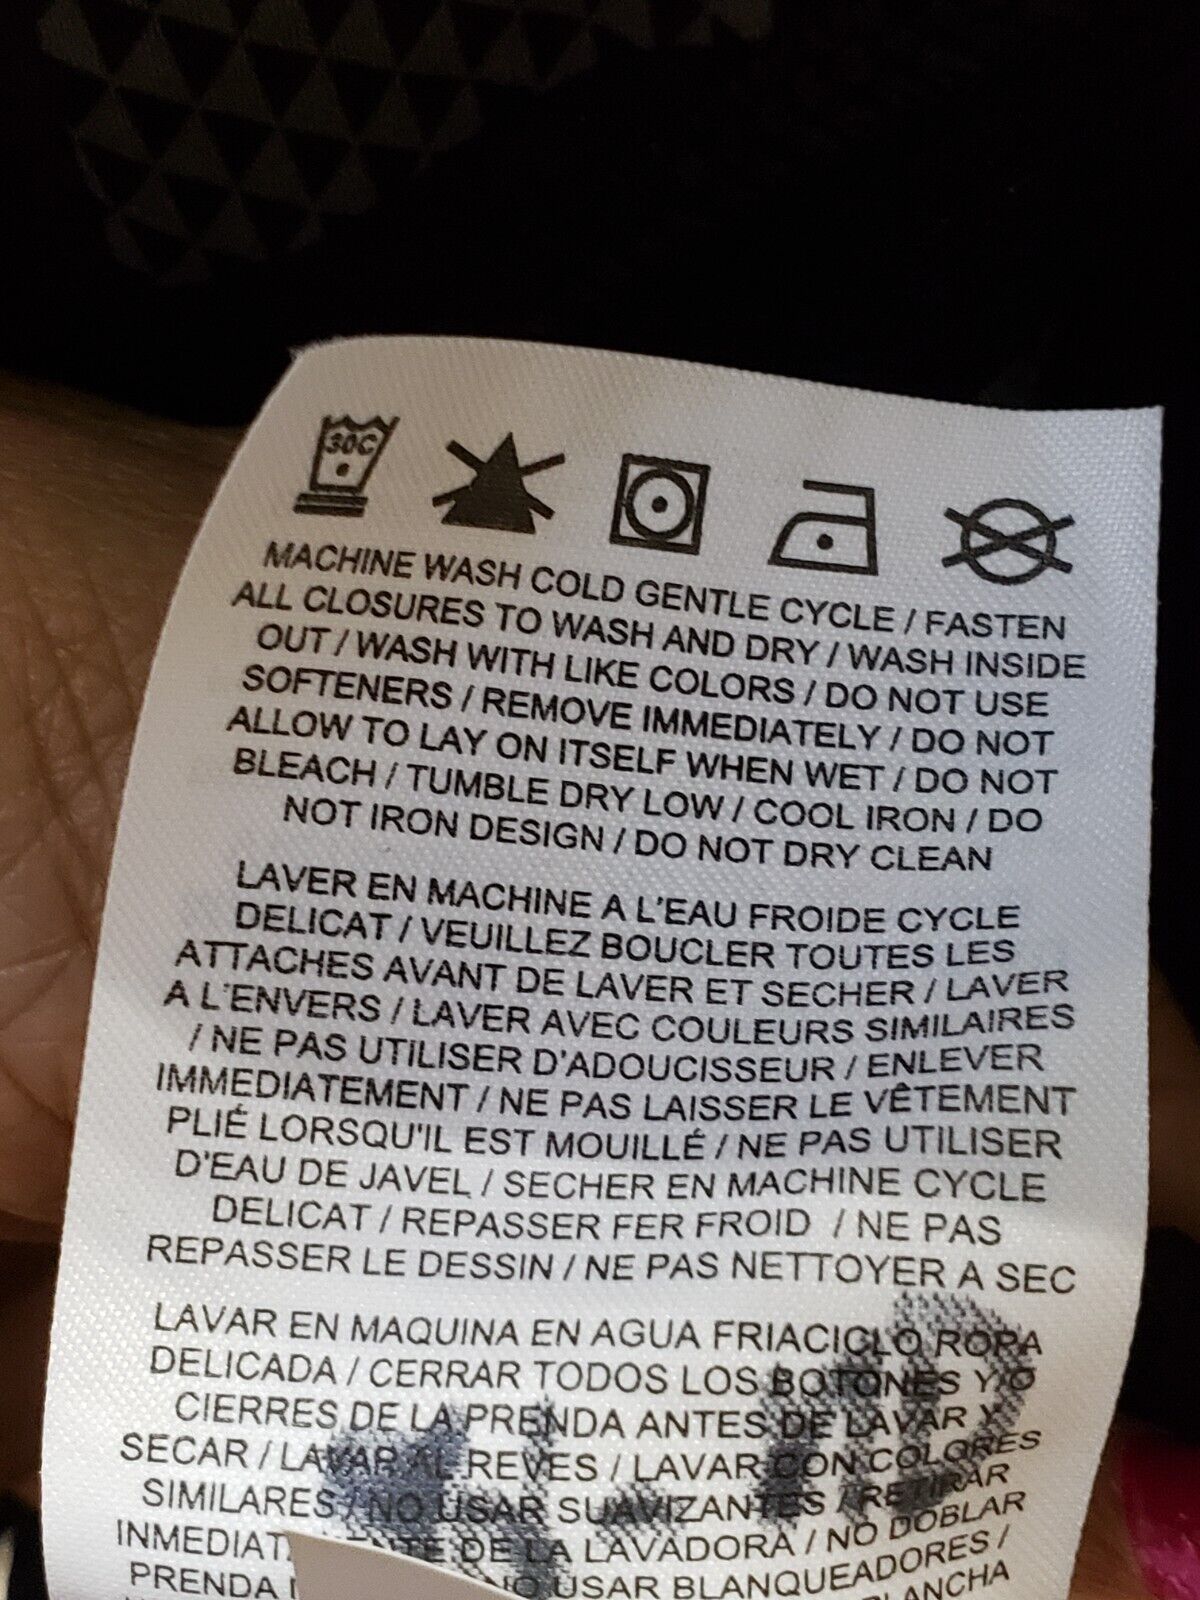 30C
MACHINE WASH COLD GENTLE CYCLE / FASTEN
ALL CLOSURES TO WASH AND DRY / WASH INSIDE
OUT / WASH WITH LIKE COLORS / DO NOT USE
SOFTENERS / REMOVE IMMEDIATELY / DO NOT
ALLOW TO LAY ON ITSELF WHEN WET / DO NOT
BLEACH / TUMBLE DRY LOW / COOL IRON / DO
NOT IRON DESIGN / DO NOT DRY CLEAN
LAVER EN MACHINE A L'EAU FROIDE CYCLE
DELICAT / VEUILLEZ BOUCLER TOUTES LES
ATTACHES AVANT DE LAVER ET SECHER / LAVER
A L'ENVERS / LAVER AVEC COULEURS SIMILAIRES
/ NE PAS UTILISER D'ADOUCISSEUR / ENLEVER
IMMEDIATEMENT / NE PAS LAISSER LE VÊTEMENT
PLIÉ LORSQU'IL EST MOUILLÉ / NE PAS UTILISER
D'EAU DE JAVEL / SECHER EN MACHINE CYCLE
DELICAT / REPASSER FER FROID / NE PAS
REPASSER LE DESSIN / NE PAS NETTOYER A SEC
LAVAR EN MAQUINA EN AGUA FRIACICLO ROPA
DELICADA / CERRAR TODOS LOS BOTONES Y/O
CIERRES DE LA PRENDA ANTES DE LAVAR Y
SECAR / LAVAR AL REVES / LAVAR CON COLORES
SIMILARES / NO USAR SUAVIZANTES / RETIRAR
DE LA LAVADORA / NO DOBLAR
PRENDA NO USAR BLANQUEADORES /